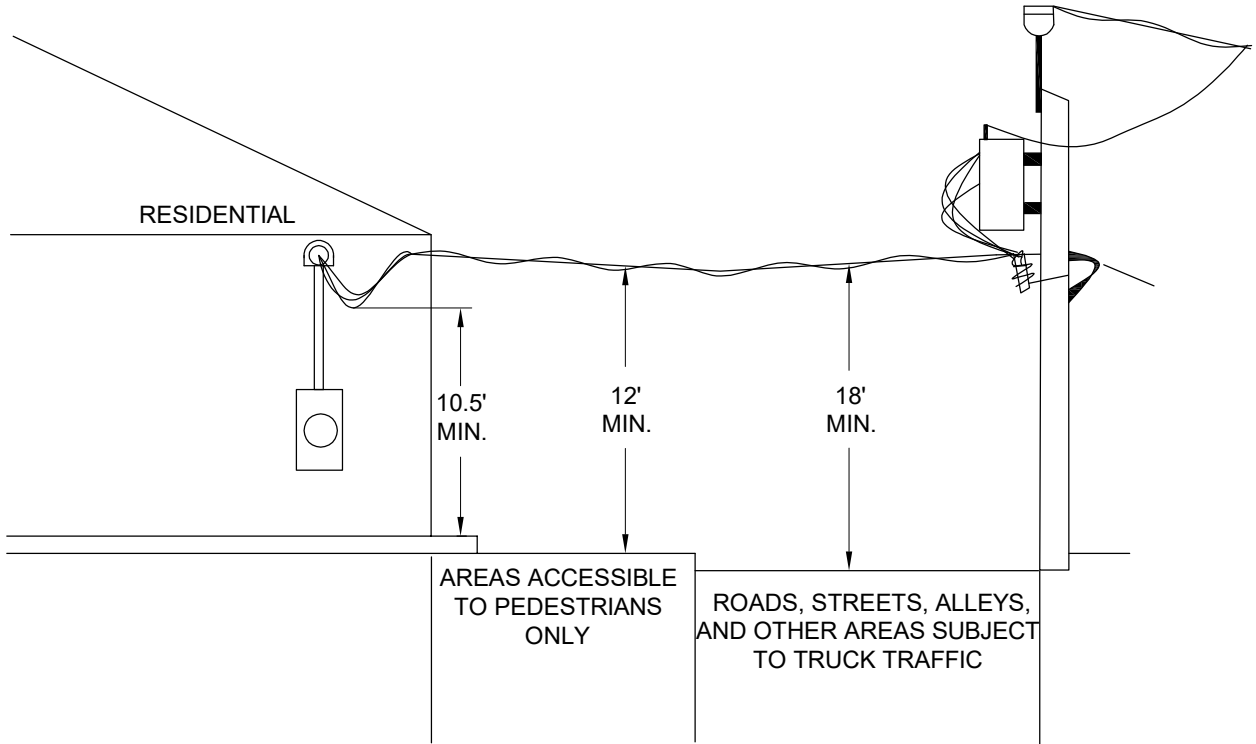 RESIDENTIAL
10.5'
MIN.
12'
MIN.
18'
MIN.
AREAS ACCESSIBLE
TO PEDESTRIANS
ONLY
ROADS, STREETS, ALLEYS,
AND OTHER AREAS SUBJECT
TO TRUCK TRAFFIC